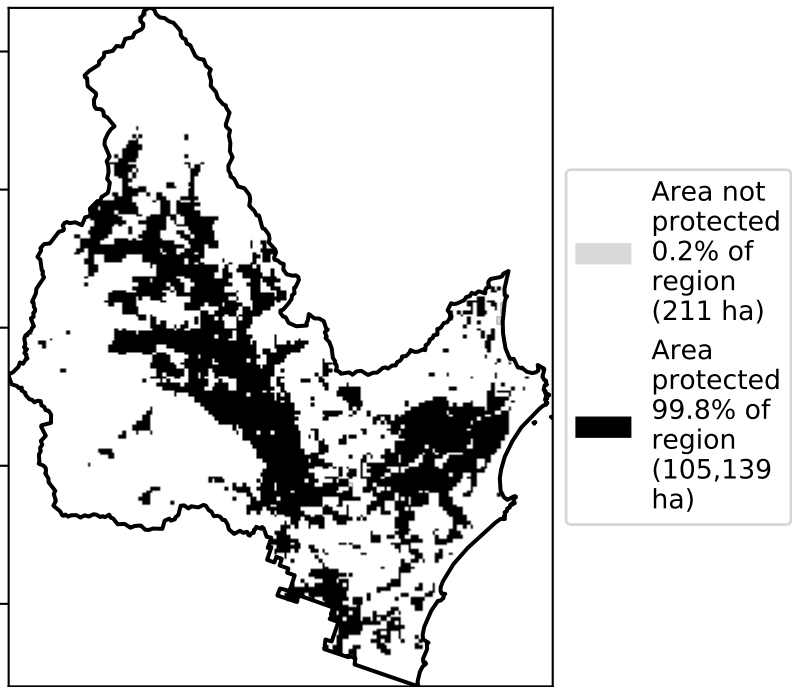 Area not
protected
0.2% of
region
(211 ha)
Area
protected
99.8% of
region
(105,139
ha)